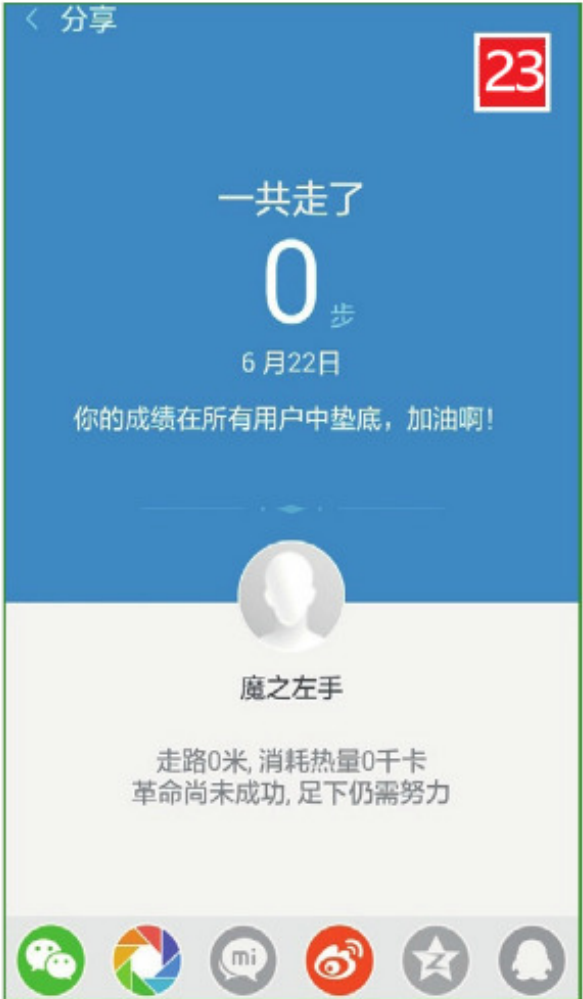 分享
23
一共走了
0步
6月22日
你的成绩在所有用户中垫底，加油啊！
魔之左手
走路0米, 消耗热量0千卡
革命尚未成功, 足下仍需努力
mi